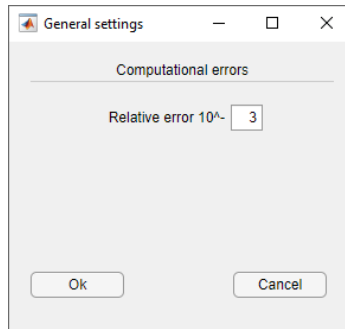 General settings
Computational errors
Relative error 10^- 3
Ok Cancel